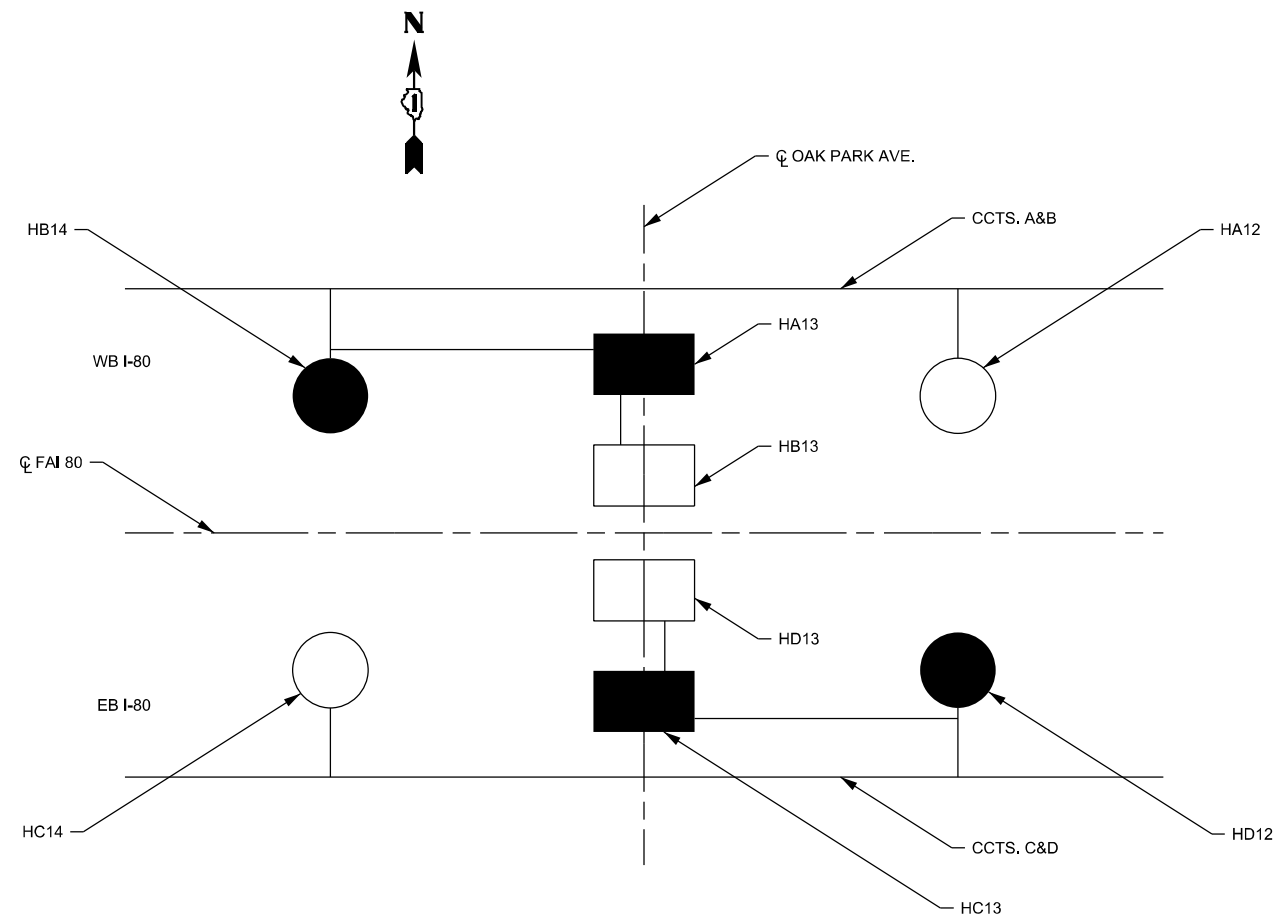 N
℄ OAK PARK AVE.
CCTS. A&B
HB14
HA12
HA13
WB I-80
HB13
℄ FAI 80
HD13
EB I-80
HC14
HD12
CCTS. C&D
HC13